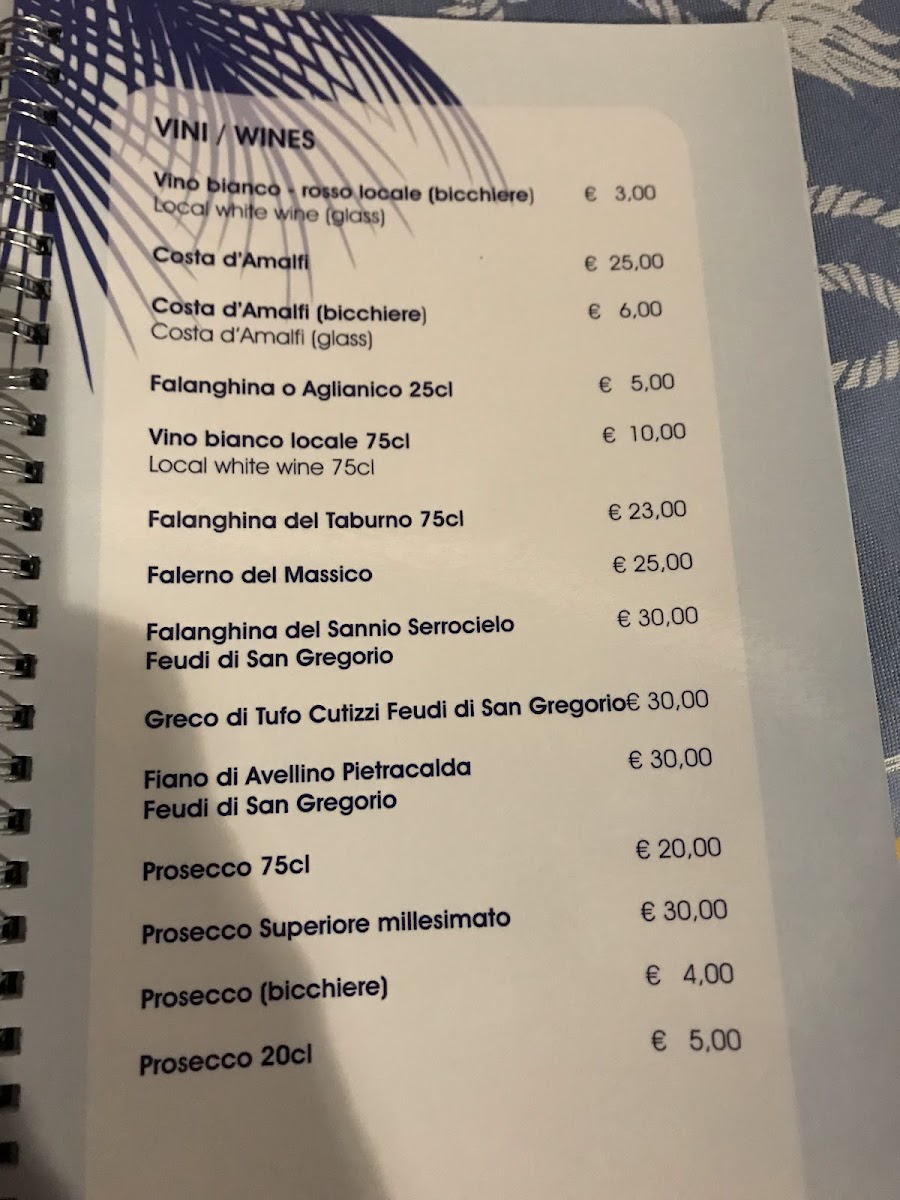 VINI / WINES
Vino bianco - rosso locale (bicchiere) € 3,00
Local white wine (glass)
Costa d'Amalfi € 25,00
Costa d'Amalfi (bicchiere) € 6,00
Costa d'Amalfi (glass)
Falanghina o Aglianico 25cl € 5,00
Vino bianco locale 75cl € 10,00
Local white wine 75cl
Falanghina del Taburno 75cl € 23,00
Falerno del Massico € 25,00
Falanghina del Sannio Serrocielo € 30,00
Feudi di San Gregorio
Greco di Tufo Cutizzi Feudi di San Gregorio€ 30,00
Fiano di Avellino Pietracalda € 30,00
Feudi di San Gregorio
Prosecco 75cl € 20,00
Prosecco Superiore millesimato € 30,00
Prosecco (bicchiere) € 4,00
Prosecco 20cl € 5,00